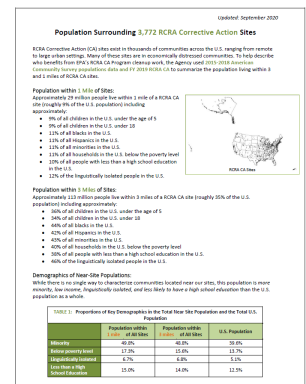 Updated: September 2020
Population Surrounding 3,772 RCRA Corrective Action Sites
RCRA Corrective Action (CA) sites exist in thousands of communities across the U.S. ranging from remote
to large urban settings. Many of these sites are in economically distressed communities. To help describe
who benefits from EPA's RCRA CA Program cleanup work, the Agency used 2015-2018 American
Community Survey populations data and FY 2019 RCRA CA to summarize the population living within 3
and 1 miles of RCRA CA sites.
Population within 1 Mile of Sites:
Approximately 29 million people live within 1 mile of a RCRA CA
site (roughly 9% of the U.S. population) including
approximately:
• 9% of all children in the U.S. under the age of 5
• 9% of all children in the U.S. under 18
• 11% of all blacks in the U.S.
• 11% of all Hispanics in the U.S.
• 11% of all minorities in the U.S.
• 11% of all households in the U.S. below the poverty level
• 10% of all people with less than a high school education
in the U.S.
• 12% of the linguistically isolated people in the U.S.
RCRA CA Sites
Population within 3 Miles of Sites:
Approximately 113 million people live within 3 miles of a RCRA CA site (roughly 35% of the U.S.
population) including approximately:
• 36% of all children in the U.S. under the age of 5
• 34% of all children in the U.S. under 18
• 44% of all blacks in the U.S.
• 42% of all Hispanics in the U.S.
• 43% of all minorities in the U.S.
• 40% of all households in the U.S. below the poverty level
• 38% of all people with less than a high school education in the U.S.
• 46% of the linguistically isolated people in the U.S.
Demographics of Near-Site Populations:
While there is no single way to characterize communities located near our sites, this population is more
minority, low income, linguistically isolated, and less likely to have a high school education than the U.S.
population as a whole.
TABLE 1: Proportions of Key Demographics in the Total Near Site Population and the Total U.S.
Population
Population within 1 mile of All Sites
Population within 3 miles of All Sites
U.S. Population
Minority 49.8% 48.8% 39.6%
Below poverty level 17.3% 15.6% 13.7%
Linguistically Isolated 6.7% 6.8% 5.1%
Less than a High School Education 15.0% 14.0% 12.5%